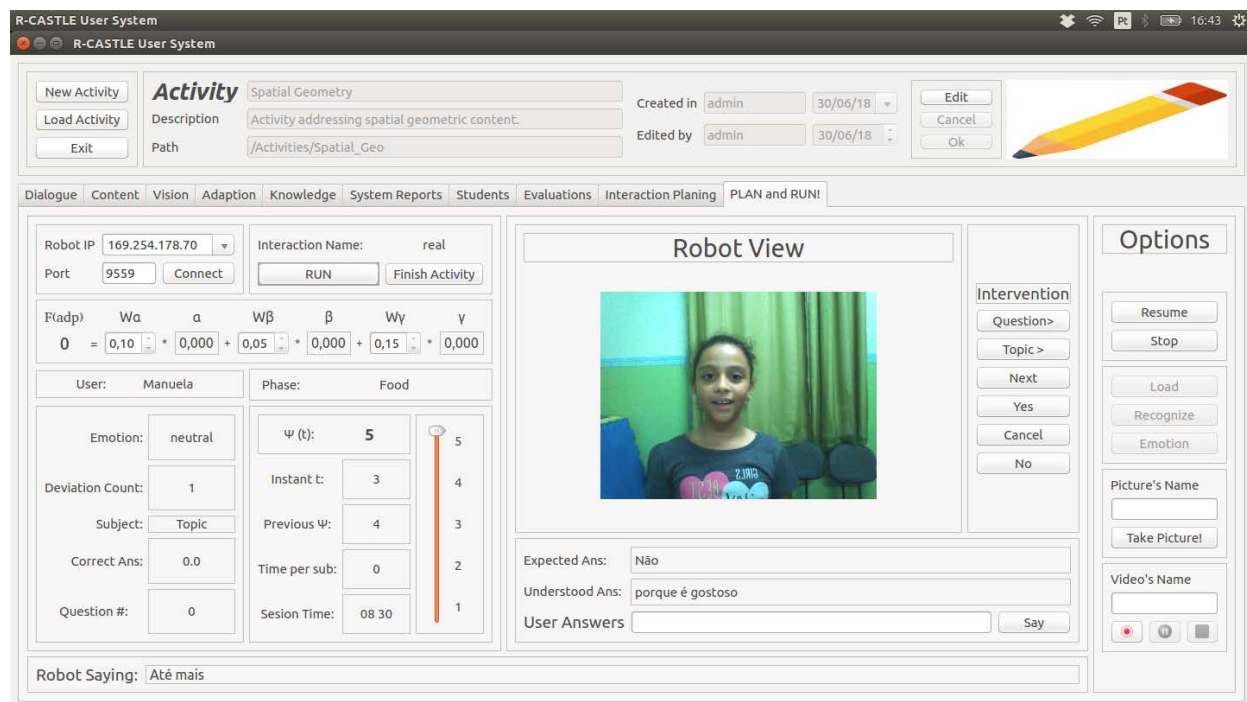 R-CASTLE User System
Pt 16:43
R-CASTLE User System
New Activity
Load Activity
Exit
Activity Spatial Geometry
Description Activity addressing spatial geometric content.
Path /Activities/Spatial_Geo
Created in admin 30/06/18
Edited by admin 30/06/18
Edit
Cancel
Ok
Dialogue Content Vision Adaption Knowledge System Reports Students Evaluations Interaction Planing PLAN and RUN!
Robot IP 169.254.178.70
Port 9559 Connect
Interaction Name: real
RUN Finish Activity
F(adp) Wα α Wβ β Wγ γ
0 = 0,10 * 0,000 + 0,05 * 0,000 + 0,15 * 0,000
User: Manuela
Phase: Food
Emotion: neutral
Deviation Count: 1
Subject: Topic
Correct Ans: 0.0
Question #: 0
Ψ (t): 5
Instant t: 3
Previous Ψ: 4
Time per sub: 0
Sesion Time: 08 30
5
4
3
2
1
Robot View
GIRLS
Intervention
Question>
Topic >
Next
Yes
Cancel
No
Expected Ans: Não
Understood Ans: porque é gostoso
User Answers Say
Options
Resume
Stop
Load
Recognize
Emotion
Picture's Name
Take Picture!
Video's Name
Robot Saying: Até mais